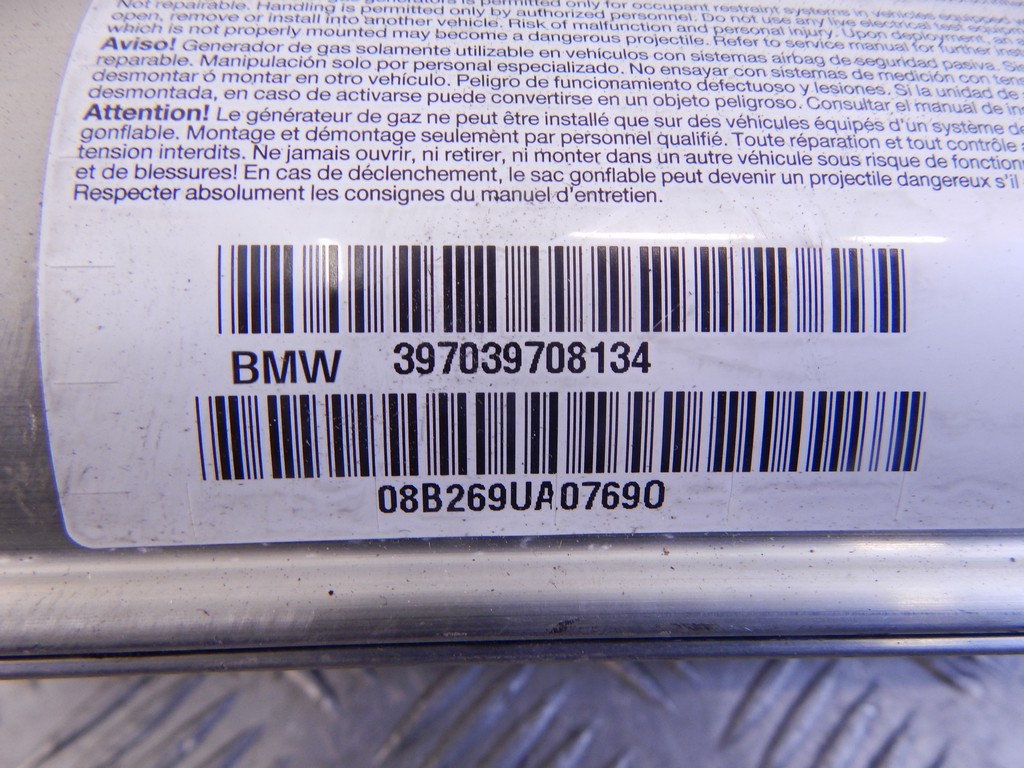 Not repairable. Handling is permitted only by authorized personnel. Do not use any live electrical test equipment
open, remove or install into another vehicle. Risk of malfunction and personal injury. Upon deployment, an
which is not properly mounted may become a dangerous projectile. Refer to service manual for further inst
Aviso! Generador de gas solamente utilizable en vehículos con sistemas airbag de seguridad pasiva. Sie
reparable. Manipulación solo por personal especializado. No ensayar con sistemas de medición con tens
desmontar ó montar en otro vehículo. Peligro de funcionamiento defectuoso y lesiones. Si la unidad de
desmontada, en caso de activarse puede convertirse en un objeto peligroso. Consultar el manual de in
Attention! Le générateur de gaz ne peut être installé que sur des véhicules équipés d'un système de
gonflable. Montage et démontage seulement par personnel qualifié. Toute réparation et tout contrôle
tension interdits. Ne jamais ouvrir, ni retirer, ni monter dans un autre véhicule sous risque de fonction
et de blessures! En cas de déclenchement, le sac gonflable peut devenir un projectile dangereux s'il
Respecter absolument les consignes du manuel d'entretien.
BMW 397039708134
08B269UA07690